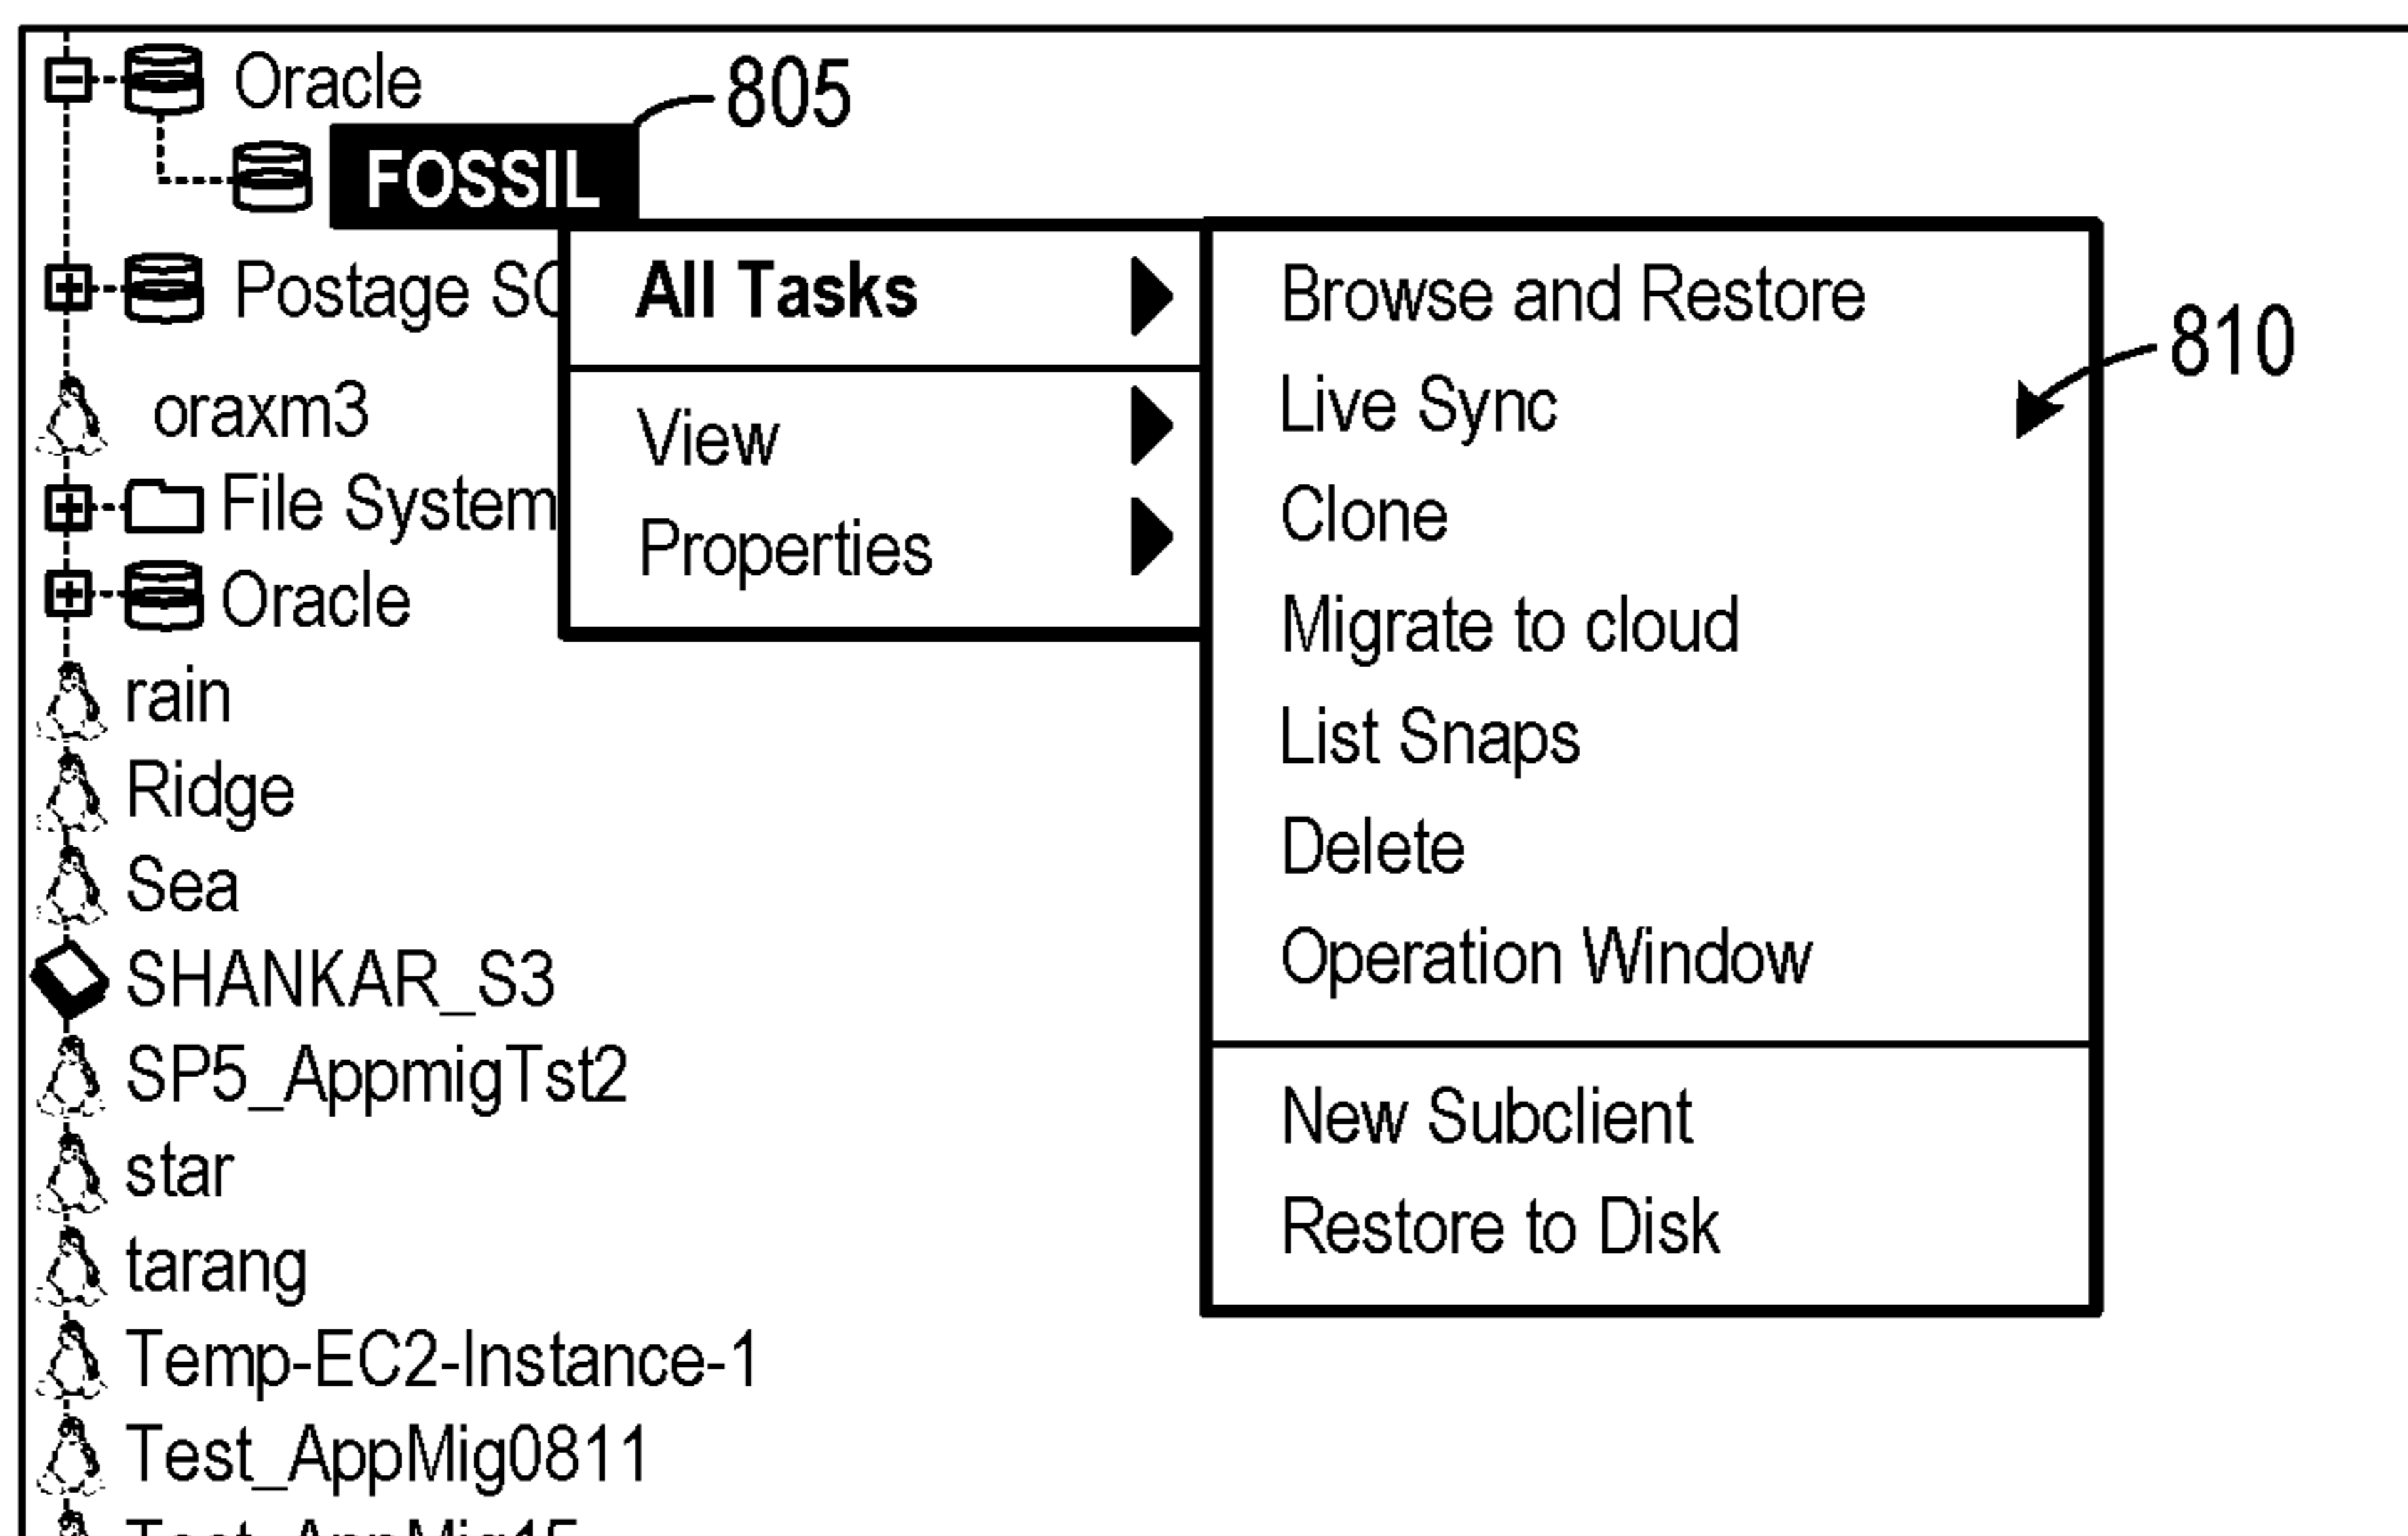 Oracle
805
FOSSIL
Postage SC
oraxm3
File System
Oracle
rain
Ridge
Sea
SHANKAR_S3
SP5_AppmigTst2
star
tarang
Temp-EC2-Instance-1
Test_AppMig0811
All Tasks
View
Properties
Browse and Restore
Live Sync
Clone
Migrate to cloud
List Snaps
Delete
Operation Window
New Subclient
Restore to Disk
810